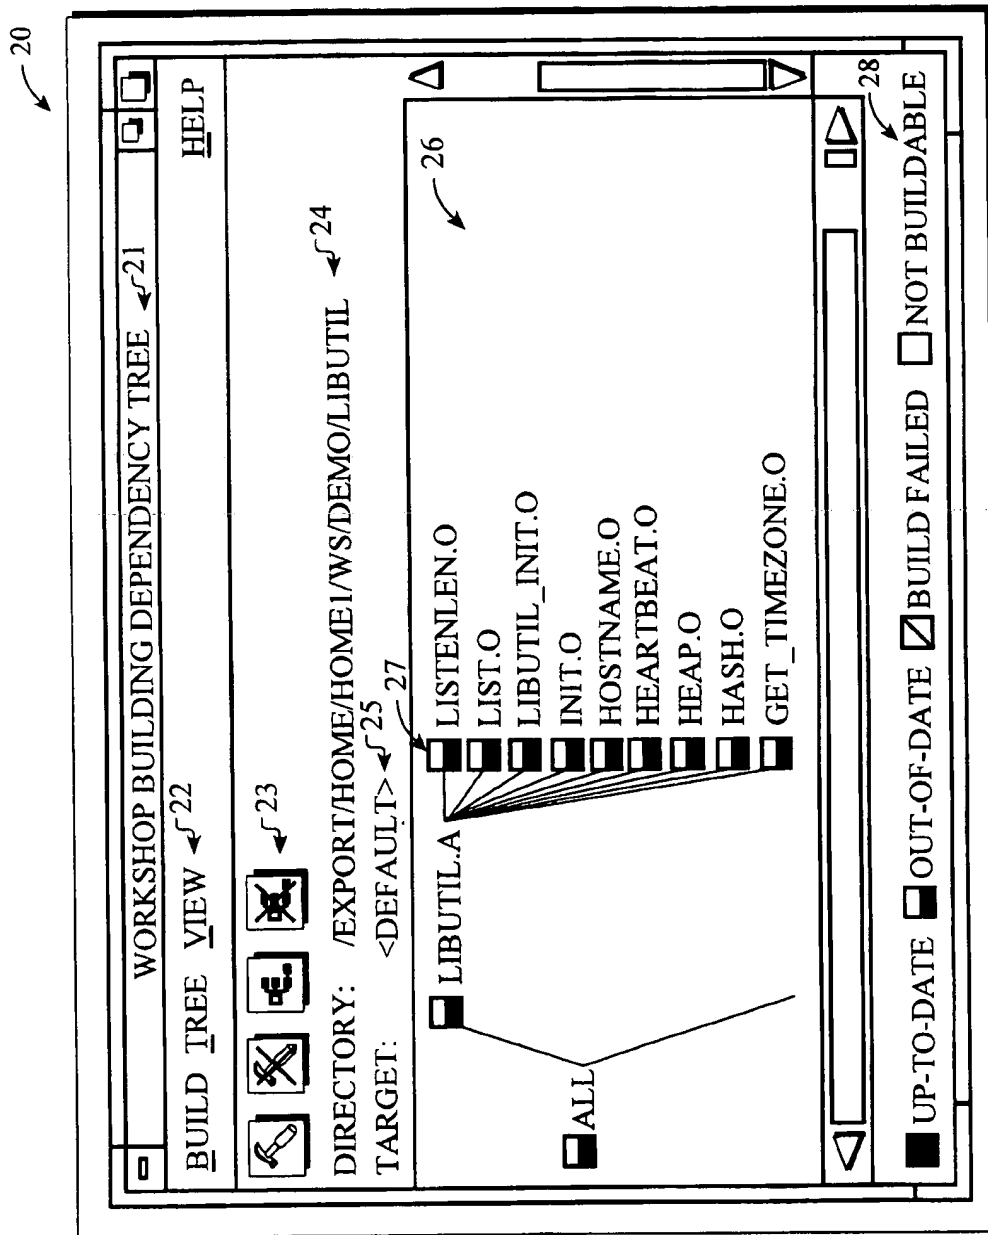 20
WORKSHOP BUILDING DEPENDENCY TREE 21
BUILD TREE VIEW 22 HELP
23
DIRECTORY: /EXPORT/HOME/HOME1/WS/DEMO/LIBUTIL 24
TARGET: <DEFAULT> 25
26
27
LIBUTIL.A LISTENLEN.O
LIST.O
LIBUTIL_INIT.O
INIT.O
ALL HOSTNAME.O
HEARTBEAT.O
HEAP.O
HASH.O
GET_TIMEZONE.O
28
UP-TO-DATE OUT-OF-DATE BUILD FAILED NOT BUILDABLE